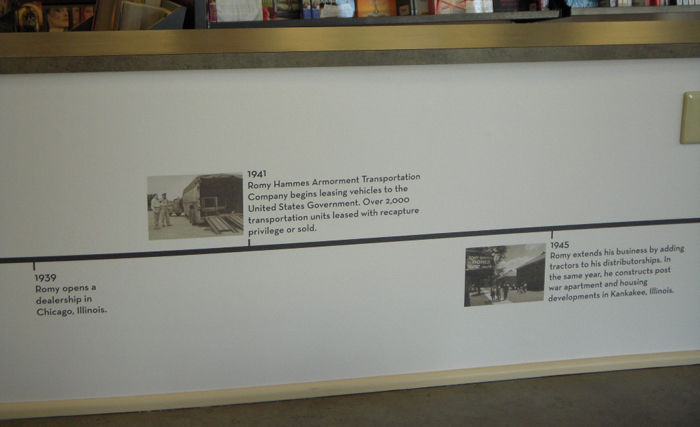 1941
Romy Hammes Armorment Transportation
Company begins leasing vehicles to the
United States Government. Over 2,000
transportation units leased with recapture
privilege or sold.
1939
Romy opens a
dealership in
Chicago, Illinois.
1945
Romy extends his business by adding
tractors to his distributorships. In
the same year, he constructs post
war apartment and housing
developments in Kankakee, Illinois.